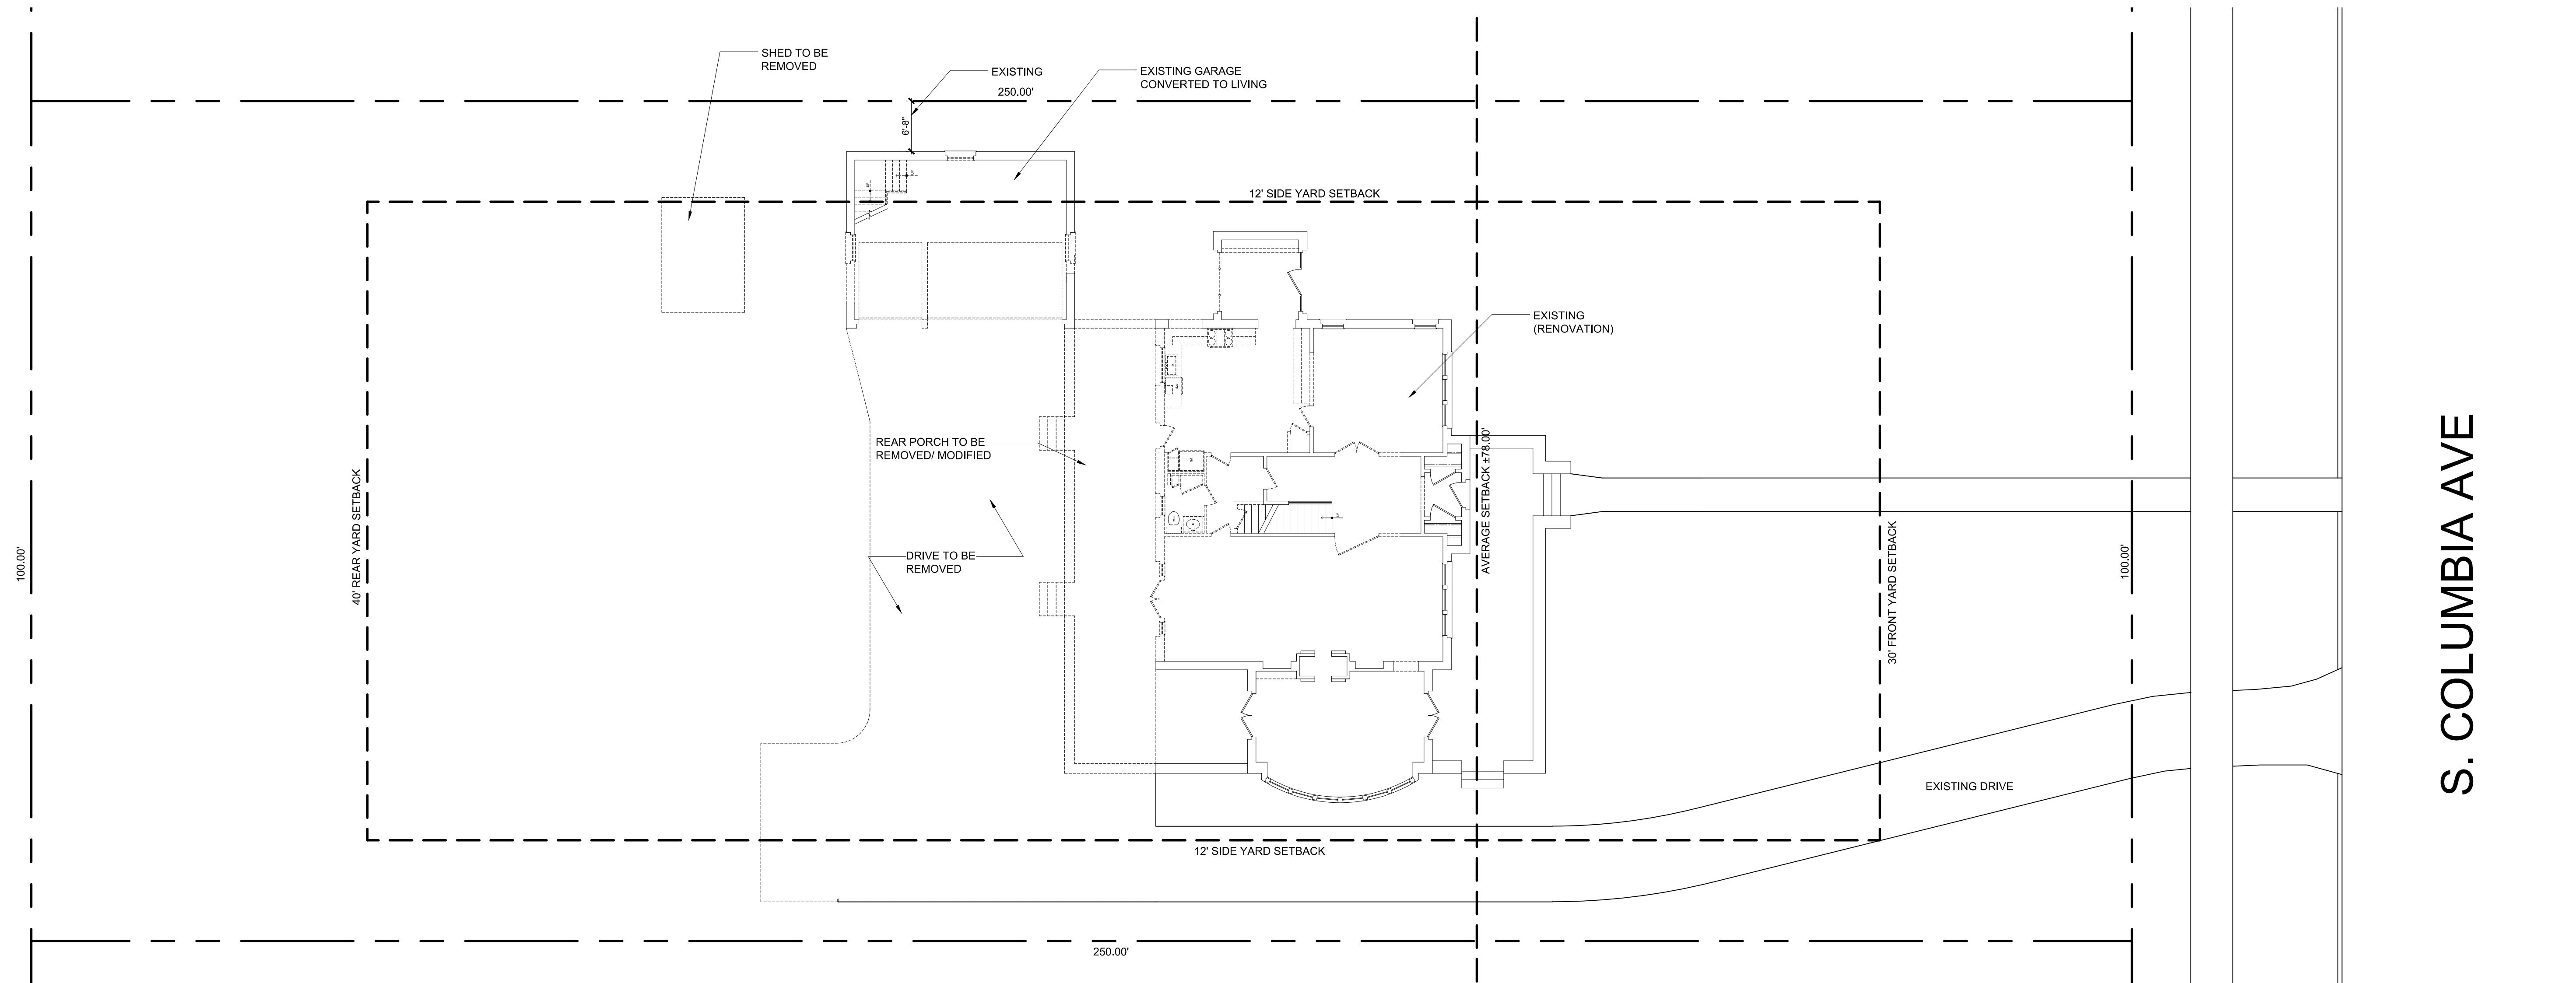 SHED TO BE
REMOVED
EXISTING
250.00'
EXISTING GARAGE
CONVERTED TO LIVING
6'-8"
12' SIDE YARD SETBACK
EXISTING
(RENOVATION)
REAR PORCH TO BE
REMOVED/ MODIFIED
DRIVE TO BE
REMOVED
100.00'
40' REAR YARD SETBACK
AVERAGE SETBACK ±78.00'
30' FRONT YARD SETBACK
100.00'
S. COLUMBIA AVE
EXISTING DRIVE
12' SIDE YARD SETBACK
250.00'